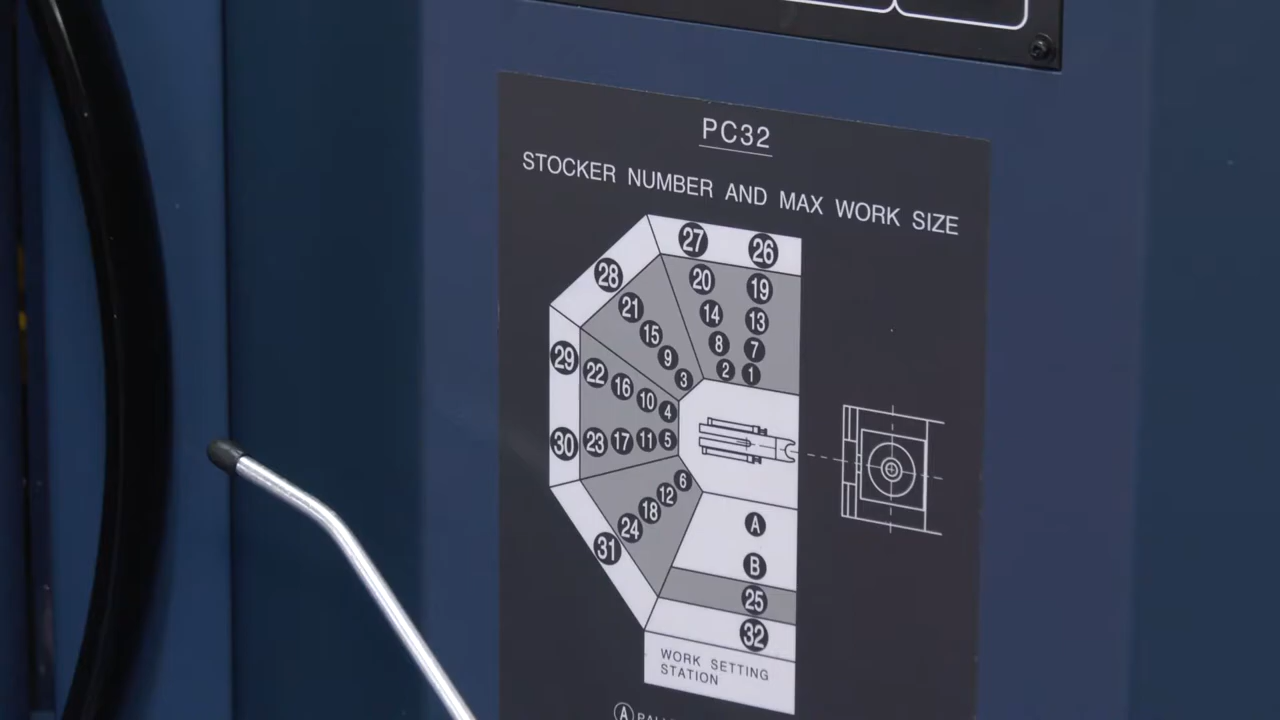 PC32
STOCKER NUMBER AND MAX WORK SIZE
27 26
28 20 19
21 14 13
15 8 7
9 2 1
3
29 22 16 10 4
30 23 17 11 5
6
12
18
24
31
A
B
25
32
WORK SETTING
STATION
A